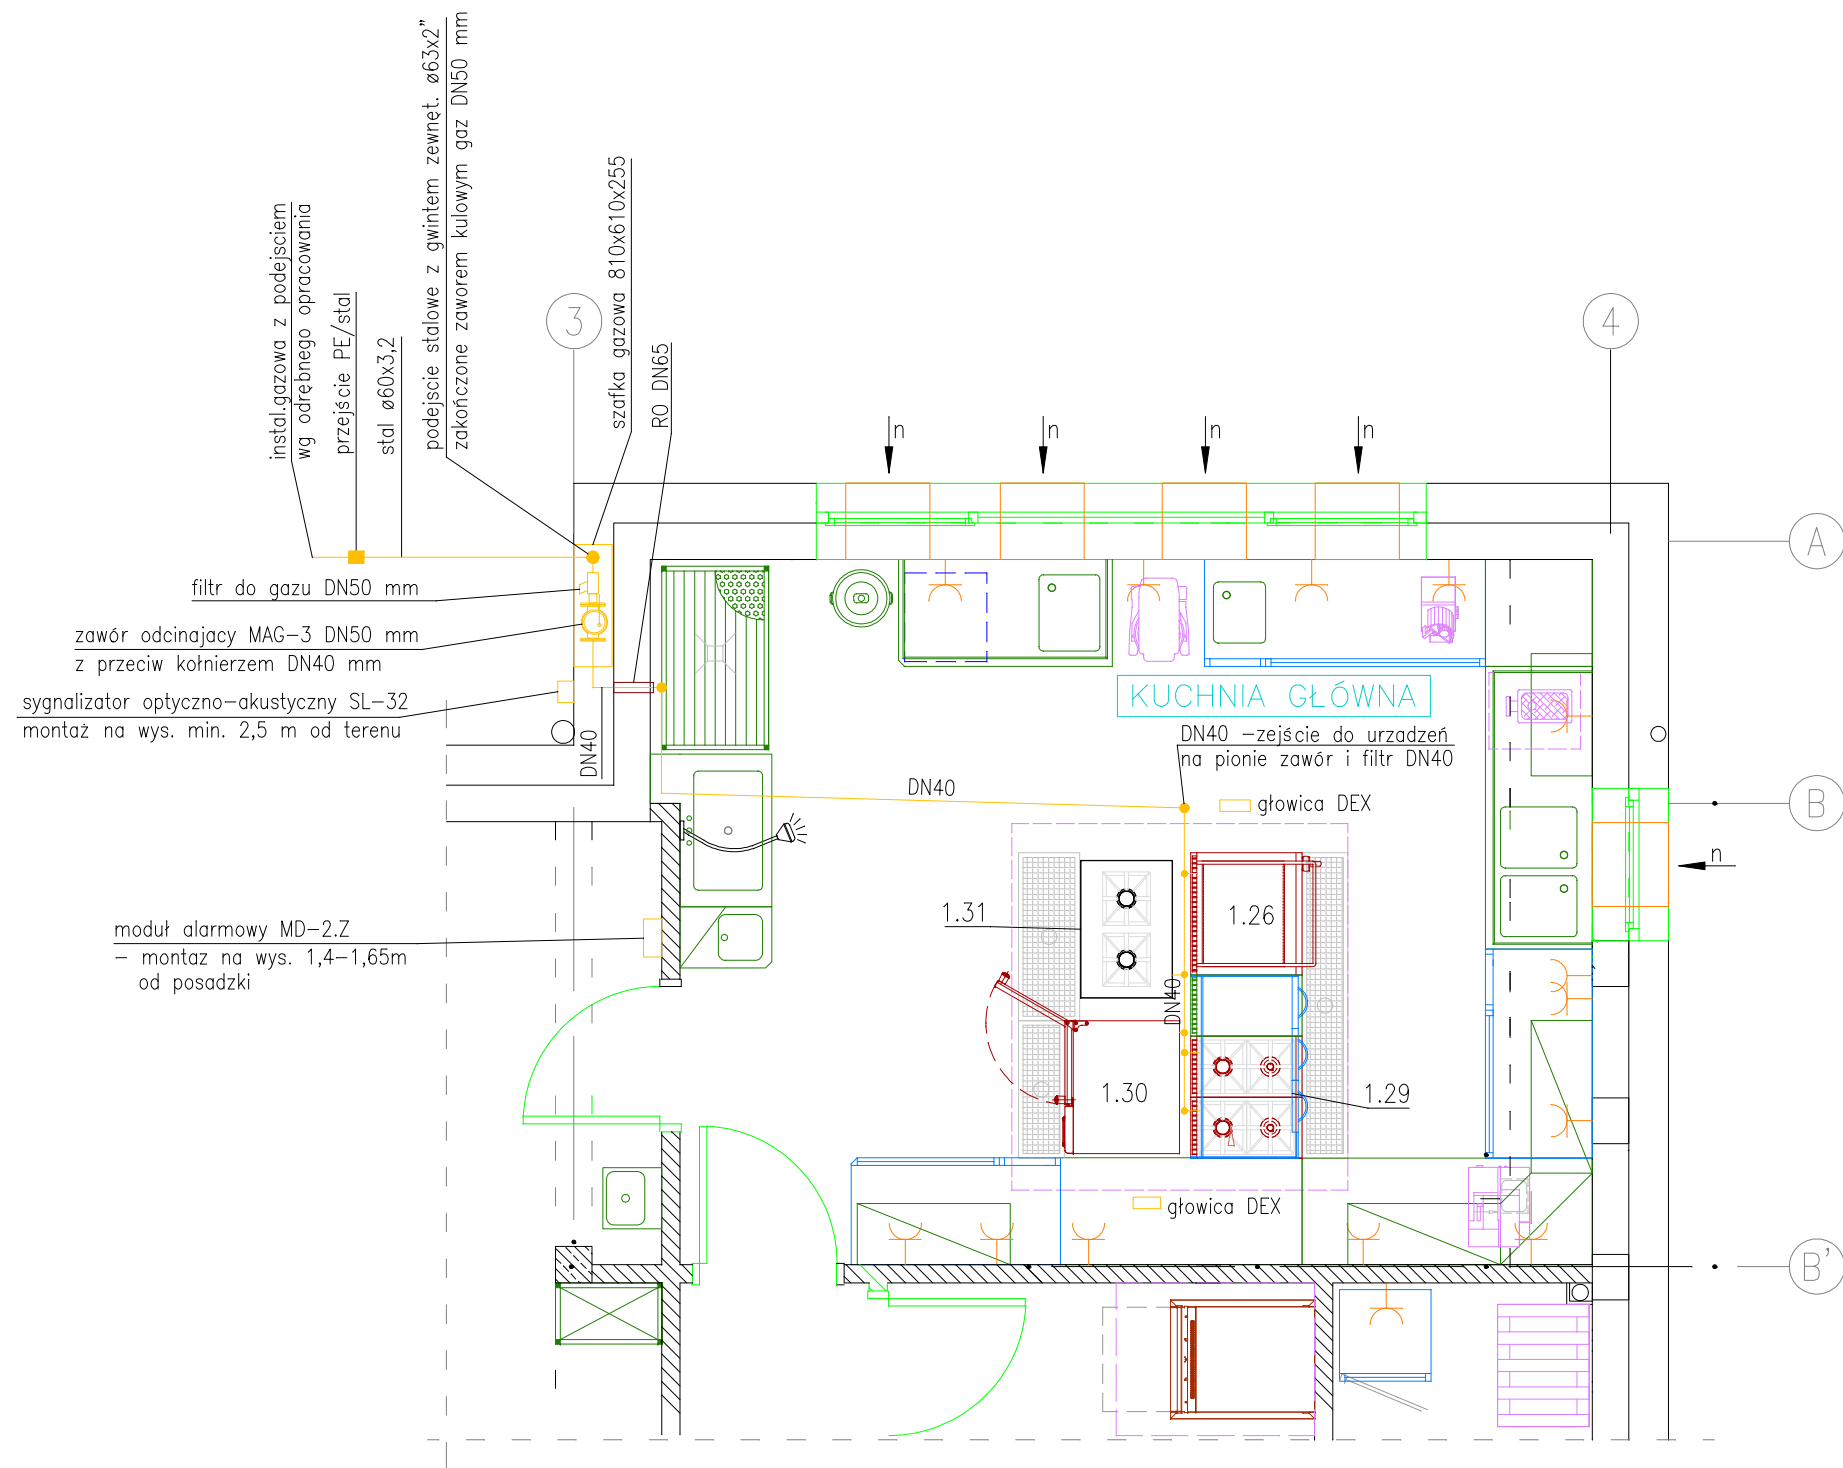 instal.gazowa z podejsciem
wg odrębnego opracowania
przejście PE/stal
stal ø60x3,2
podejscie stalowe z gwintem zewnęt. ø63x2"
zakończone zaworem kulowym gaz DN50 mm
szafka gazowa 810x610x255
RO DN65
3
4
n
n
n
n
A
filtr do gazu DN50 mm
zawór odcinajacy MAG-3 DN50 mm
z przeciw kołnierzem DN40 mm
sygnalizator optyczno-akustyczny SL-32
montaż na wys. min. 2,5 m od terenu
DN40
KUCHNIA GŁÓWNA
DN40 -zejście do urzadzeń
na pionie zawór i filtr DN40
DN40
głowica DEX
B
n
1.31
1.26
moduł alarmowy MD-2.Z
- montaż na wys. 1,4-1,65m
od posadzki
DN40
1.30
1.29
głowica DEX
B'